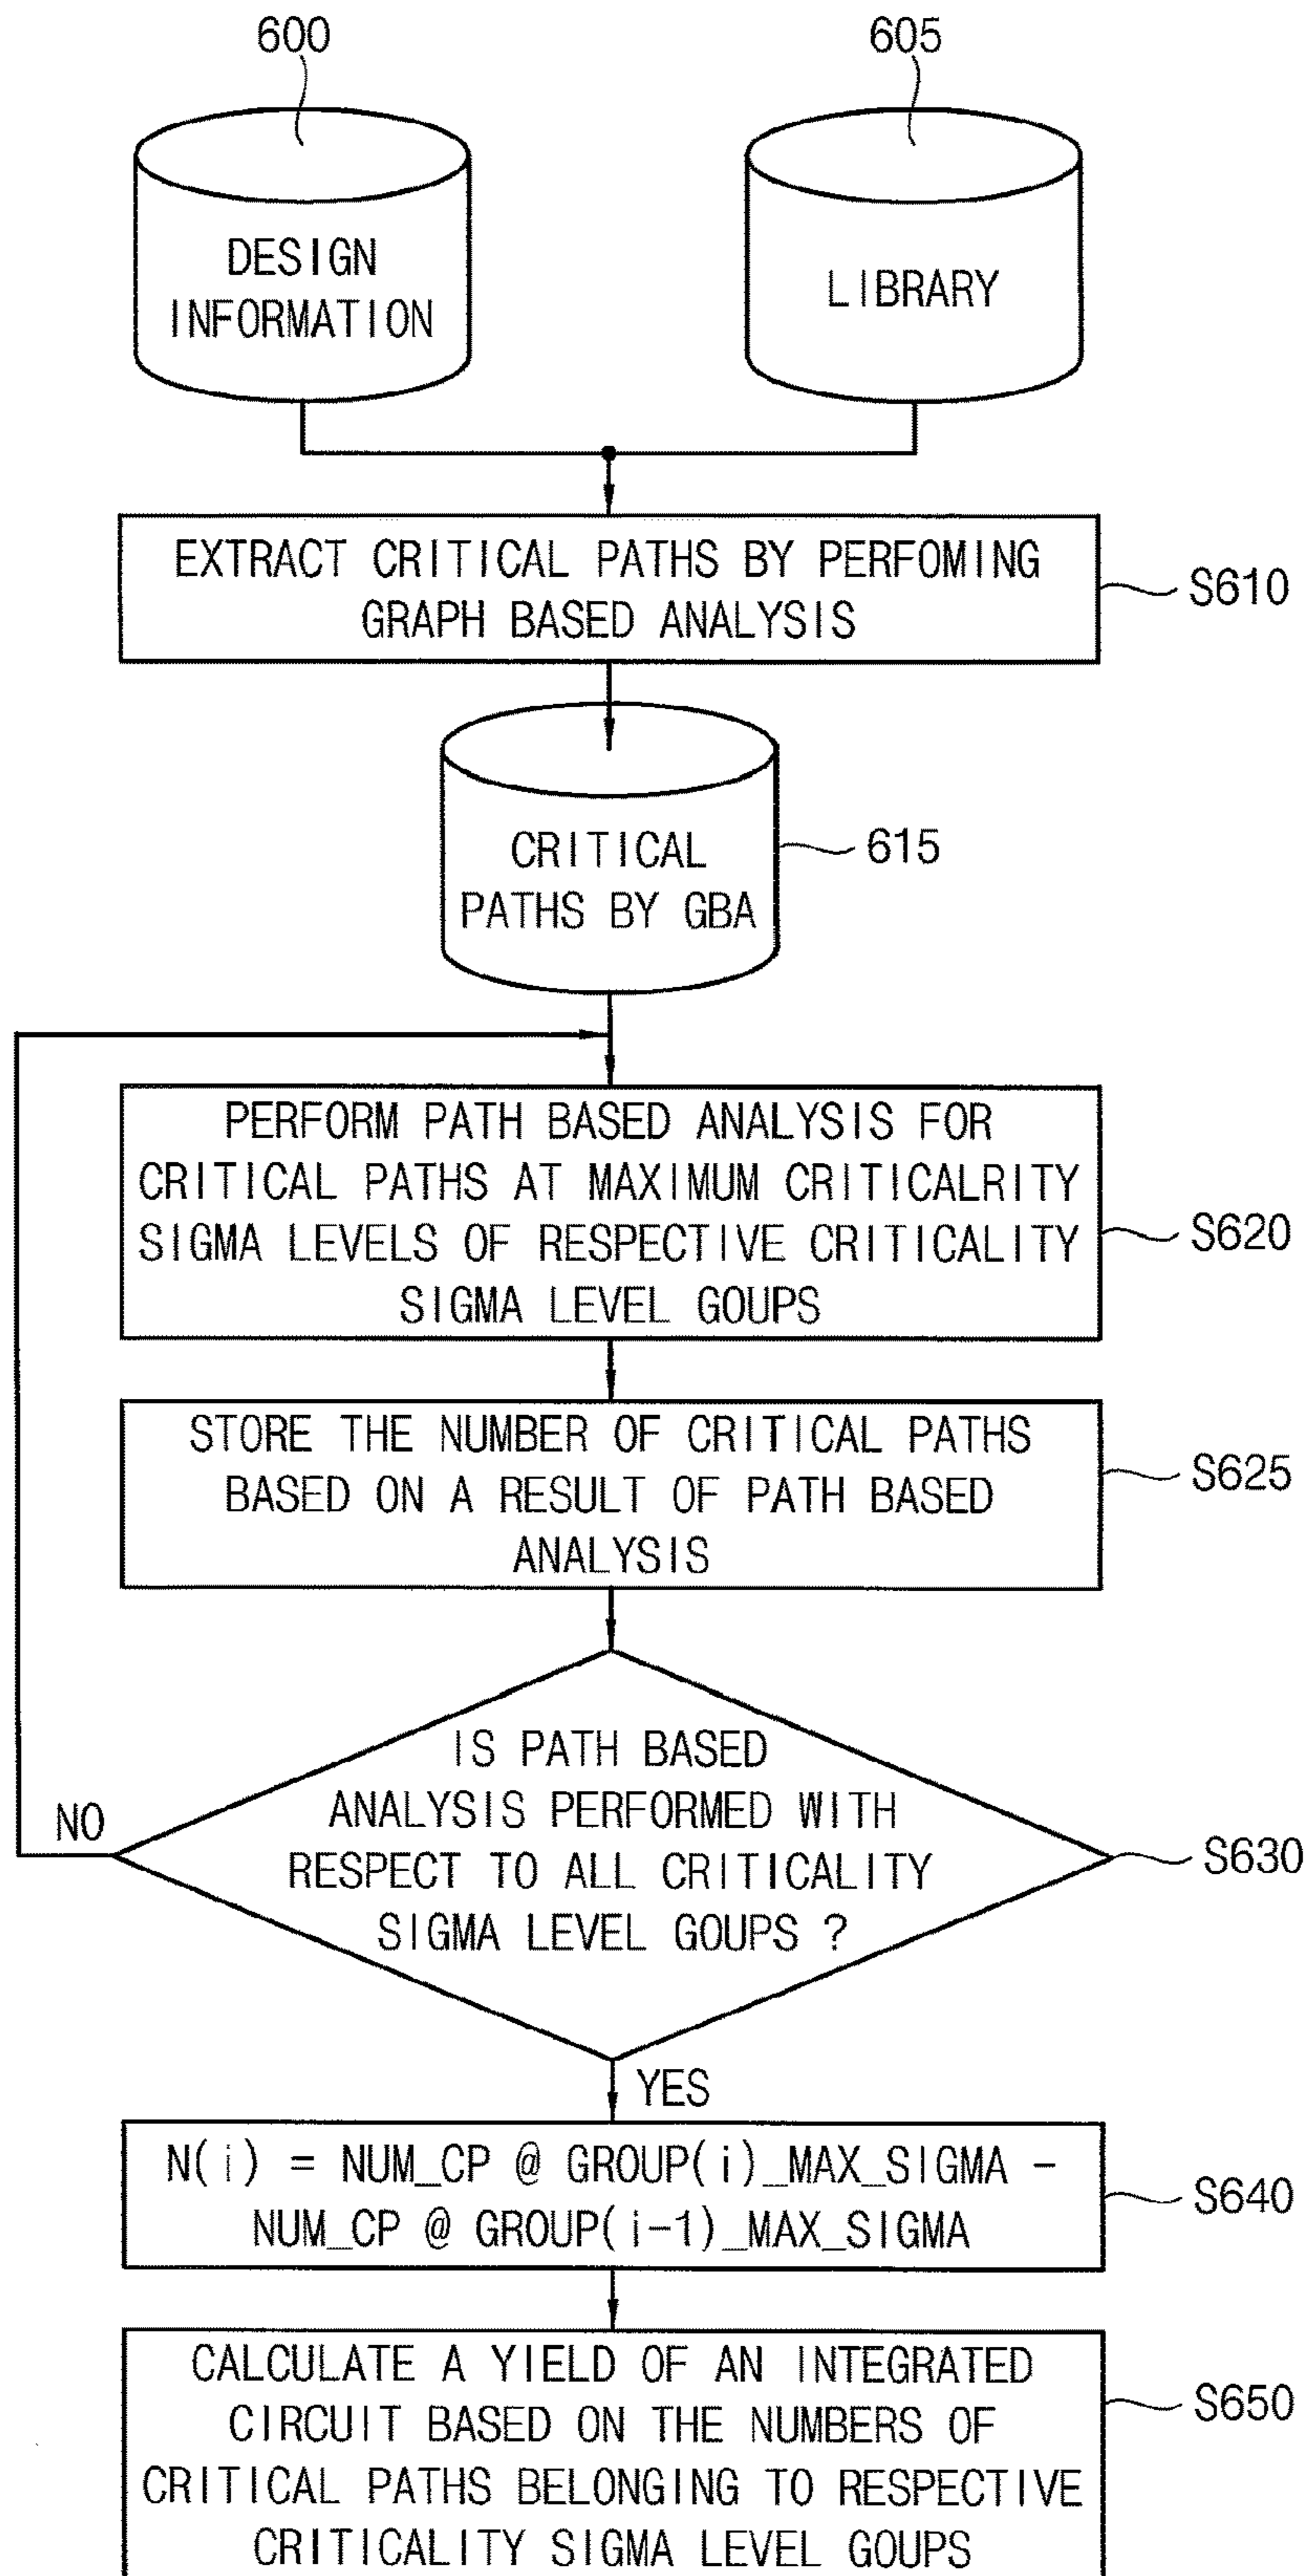 600
605
DESIGN
INFORMATION
LIBRARY
EXTRACT CRITICAL PATHS BY PERFOMING
GRAPH BASED ANALYSIS
S610
CRITICAL
PATHS BY GBA
615
PERFORM PATH BASED ANALYSIS FOR
CRITICAL PATHS AT MAXIMUM CRITICALRITY
SIGMA LEVELS OF RESPECTIVE CRITICALITY
SIGMA LEVEL GOUPS
S620
STORE THE NUMBER OF CRITICAL PATHS
BASED ON A RESULT OF PATH BASED
ANALYSIS
S625
IS PATH BASED
ANALYSIS PERFORMED WITH
RESPECT TO ALL CRITICALITY
SIGMA LEVEL GOUPS ?
NO
S630
YES
N(i) = NUM_CP @ GROUP(i)_MAX_SIGMA -
NUM_CP @ GROUP(i-1)_MAX_SIGMA
S640
CALCULATE A YIELD OF AN INTEGRATED
CIRCUIT BASED ON THE NUMBERS OF
CRITICAL PATHS BELONGING TO RESPECTIVE
CRITICALITY SIGMA LEVEL GOUPS
S650